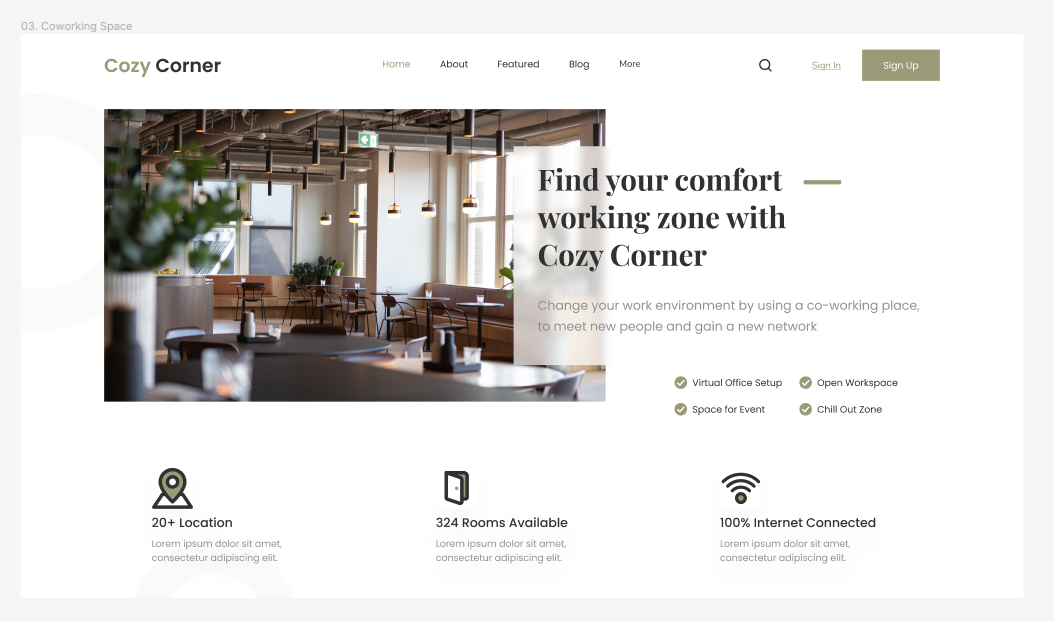 03. Coworking Space
Cozy Corner
Home
About
Featured
Blog
More
Sign In
Sign Up
Find your comfort
working zone with
Cozy Corner
Change your work environment by using a co-working place,
to meet new people and gain a new network
Virtual Office Setup
Open Workspace
Space for Event
Chill Out Zone
20+ Location
Lorem ipsum dolor sit amet,
consectetur adipiscing elit.
324 Rooms Available
Lorem ipsum dolor sit amet,
consectetur adipiscing elit.
100% Internet Connected
Lorem ipsum dolor sit amet,
consectetur adipiscing elit.